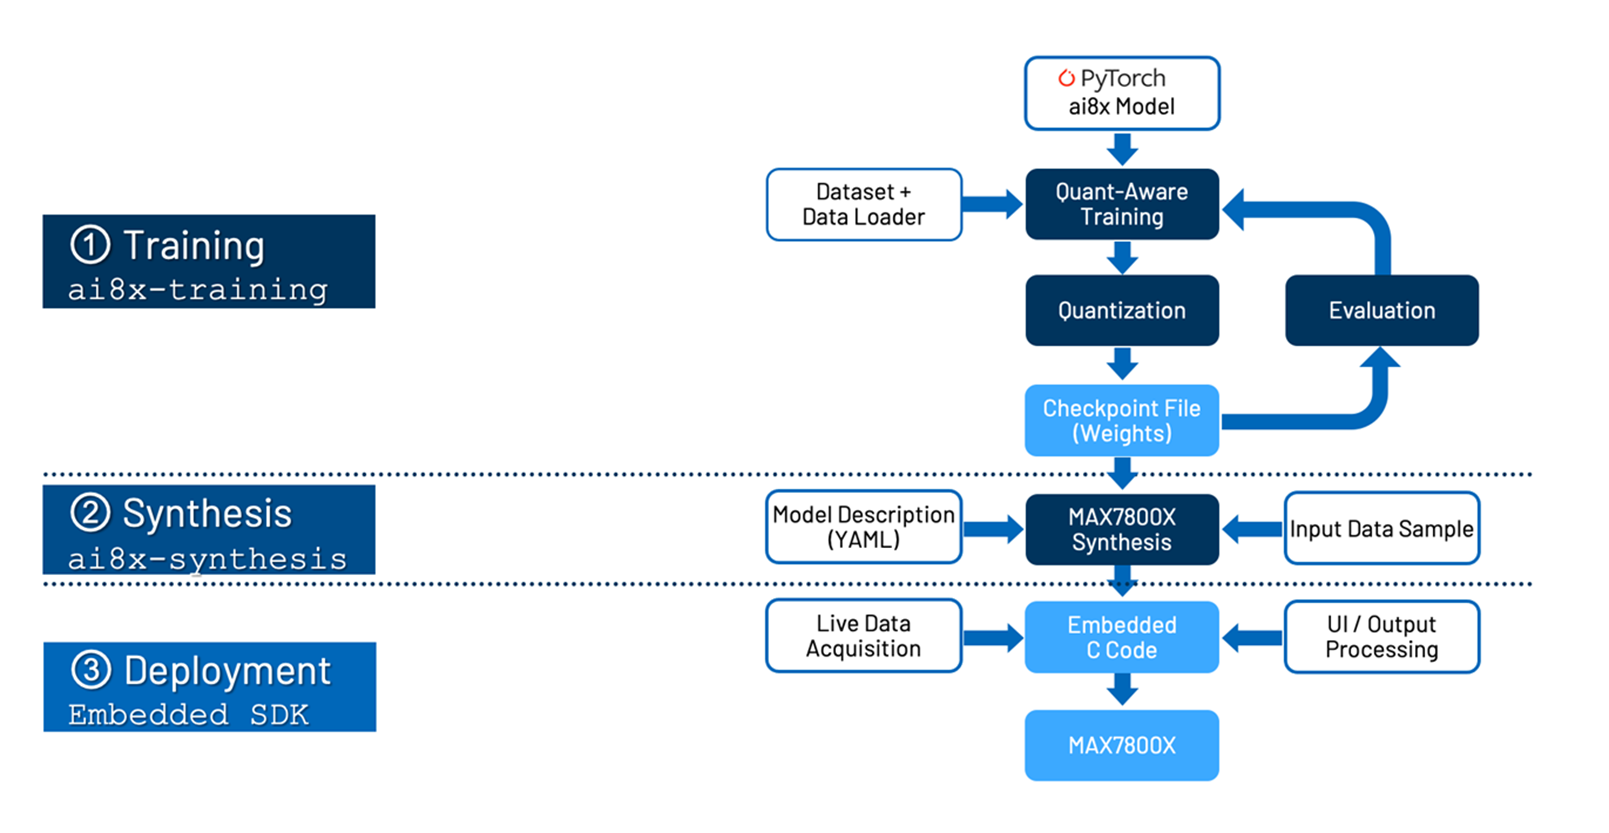 PyTorch
ai8x Model
Dataset +
Data Loader
Quant-Aware
Training
① Training
ai8x-training
Quantization
Evaluation
Checkpoint File
(Weights)
② Synthesis
ai8x-synthesis
Model Description
(YAML)
MAX7800X
Synthesis
Input Data Sample
Live Data
Acquisition
Embedded
C Code
UI / Output
Processing
③ Deployment
Embedded SDK
MAX7800X